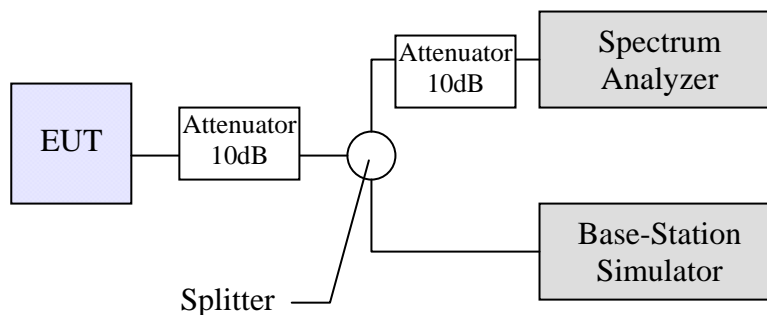 EUT
Attenuator
10dB
Attenuator
10dB
Spectrum
Analyzer
Base-Station
Simulator
Splitter